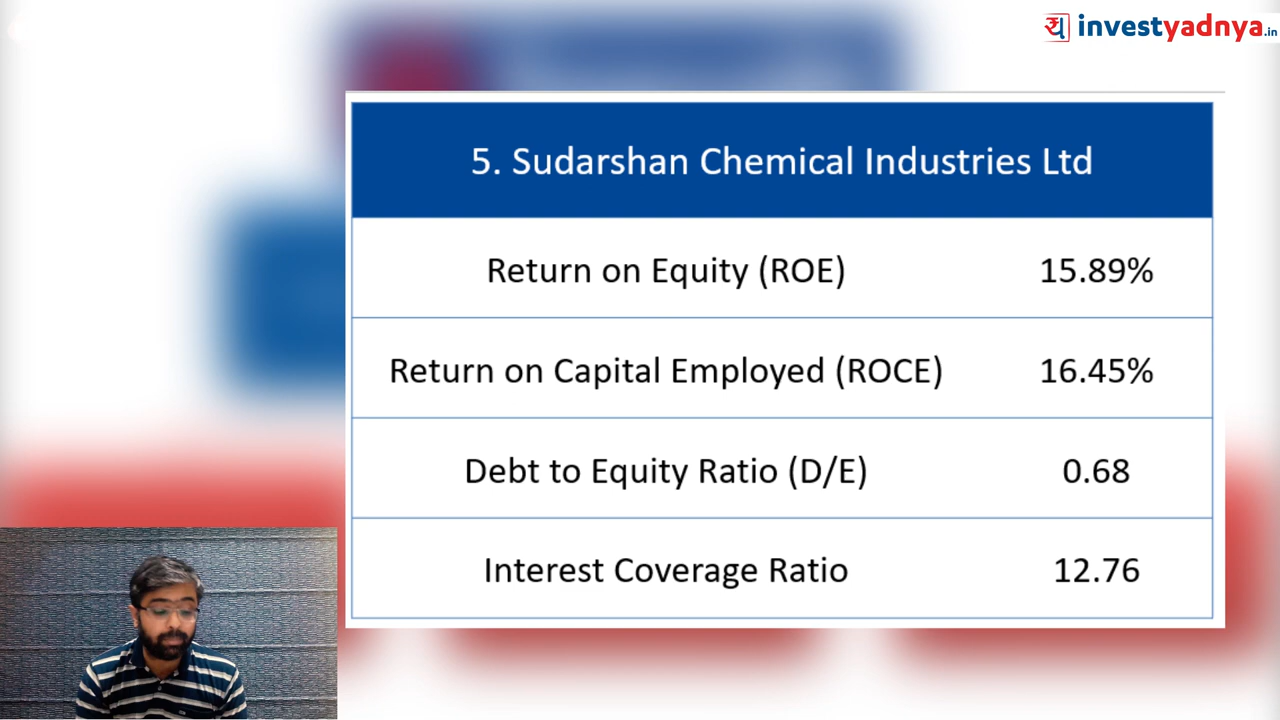 य investyadnya.in
5. Sudarshan Chemical Industries Ltd
Return on Equity (ROE) 15.89%
Return on Capital Employed (ROCE) 16.45%
Debt to Equity Ratio (D/E) 0.68
Interest Coverage Ratio 12.76